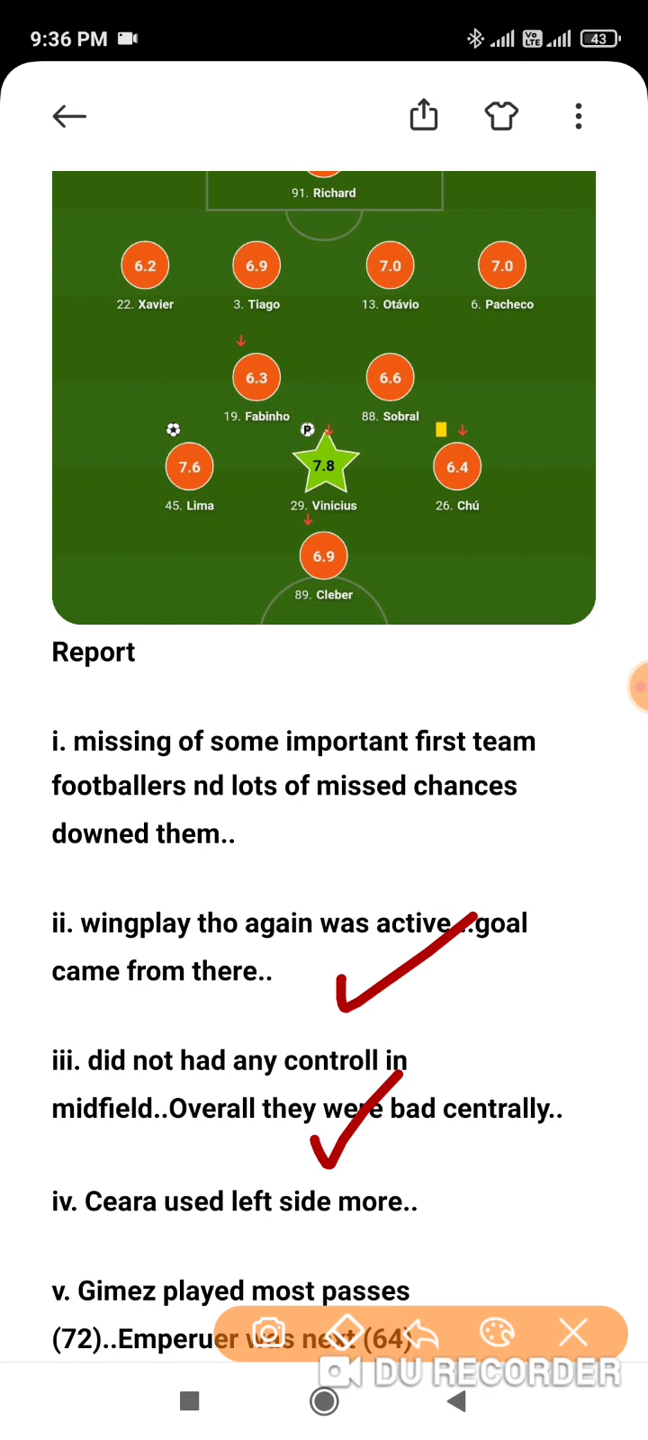 9:36 PM
Vo LTE
43
91. Richard
6.2 6.9 7.0 7.0
22. Xavier 3. Tiago 13. Otávio 6. Pacheco
6.3 6.6
19. Fabinho 88. Sobral
P
7.6 7.8 6.4
45. Lima 29. Vinicius 26. Chú
6.9
89. Cleber
Report
i. missing of some important first team
footballers nd lots of missed chances
downed them..
ii. wingplay tho again was active...goal
came from there..
iii. did not had any controll in
midfield..Overall they were bad centrally..
iv. Ceara used left side more..
v. Gimez played most passes
(72)..Emperuer was next (64)
DU RECORDER